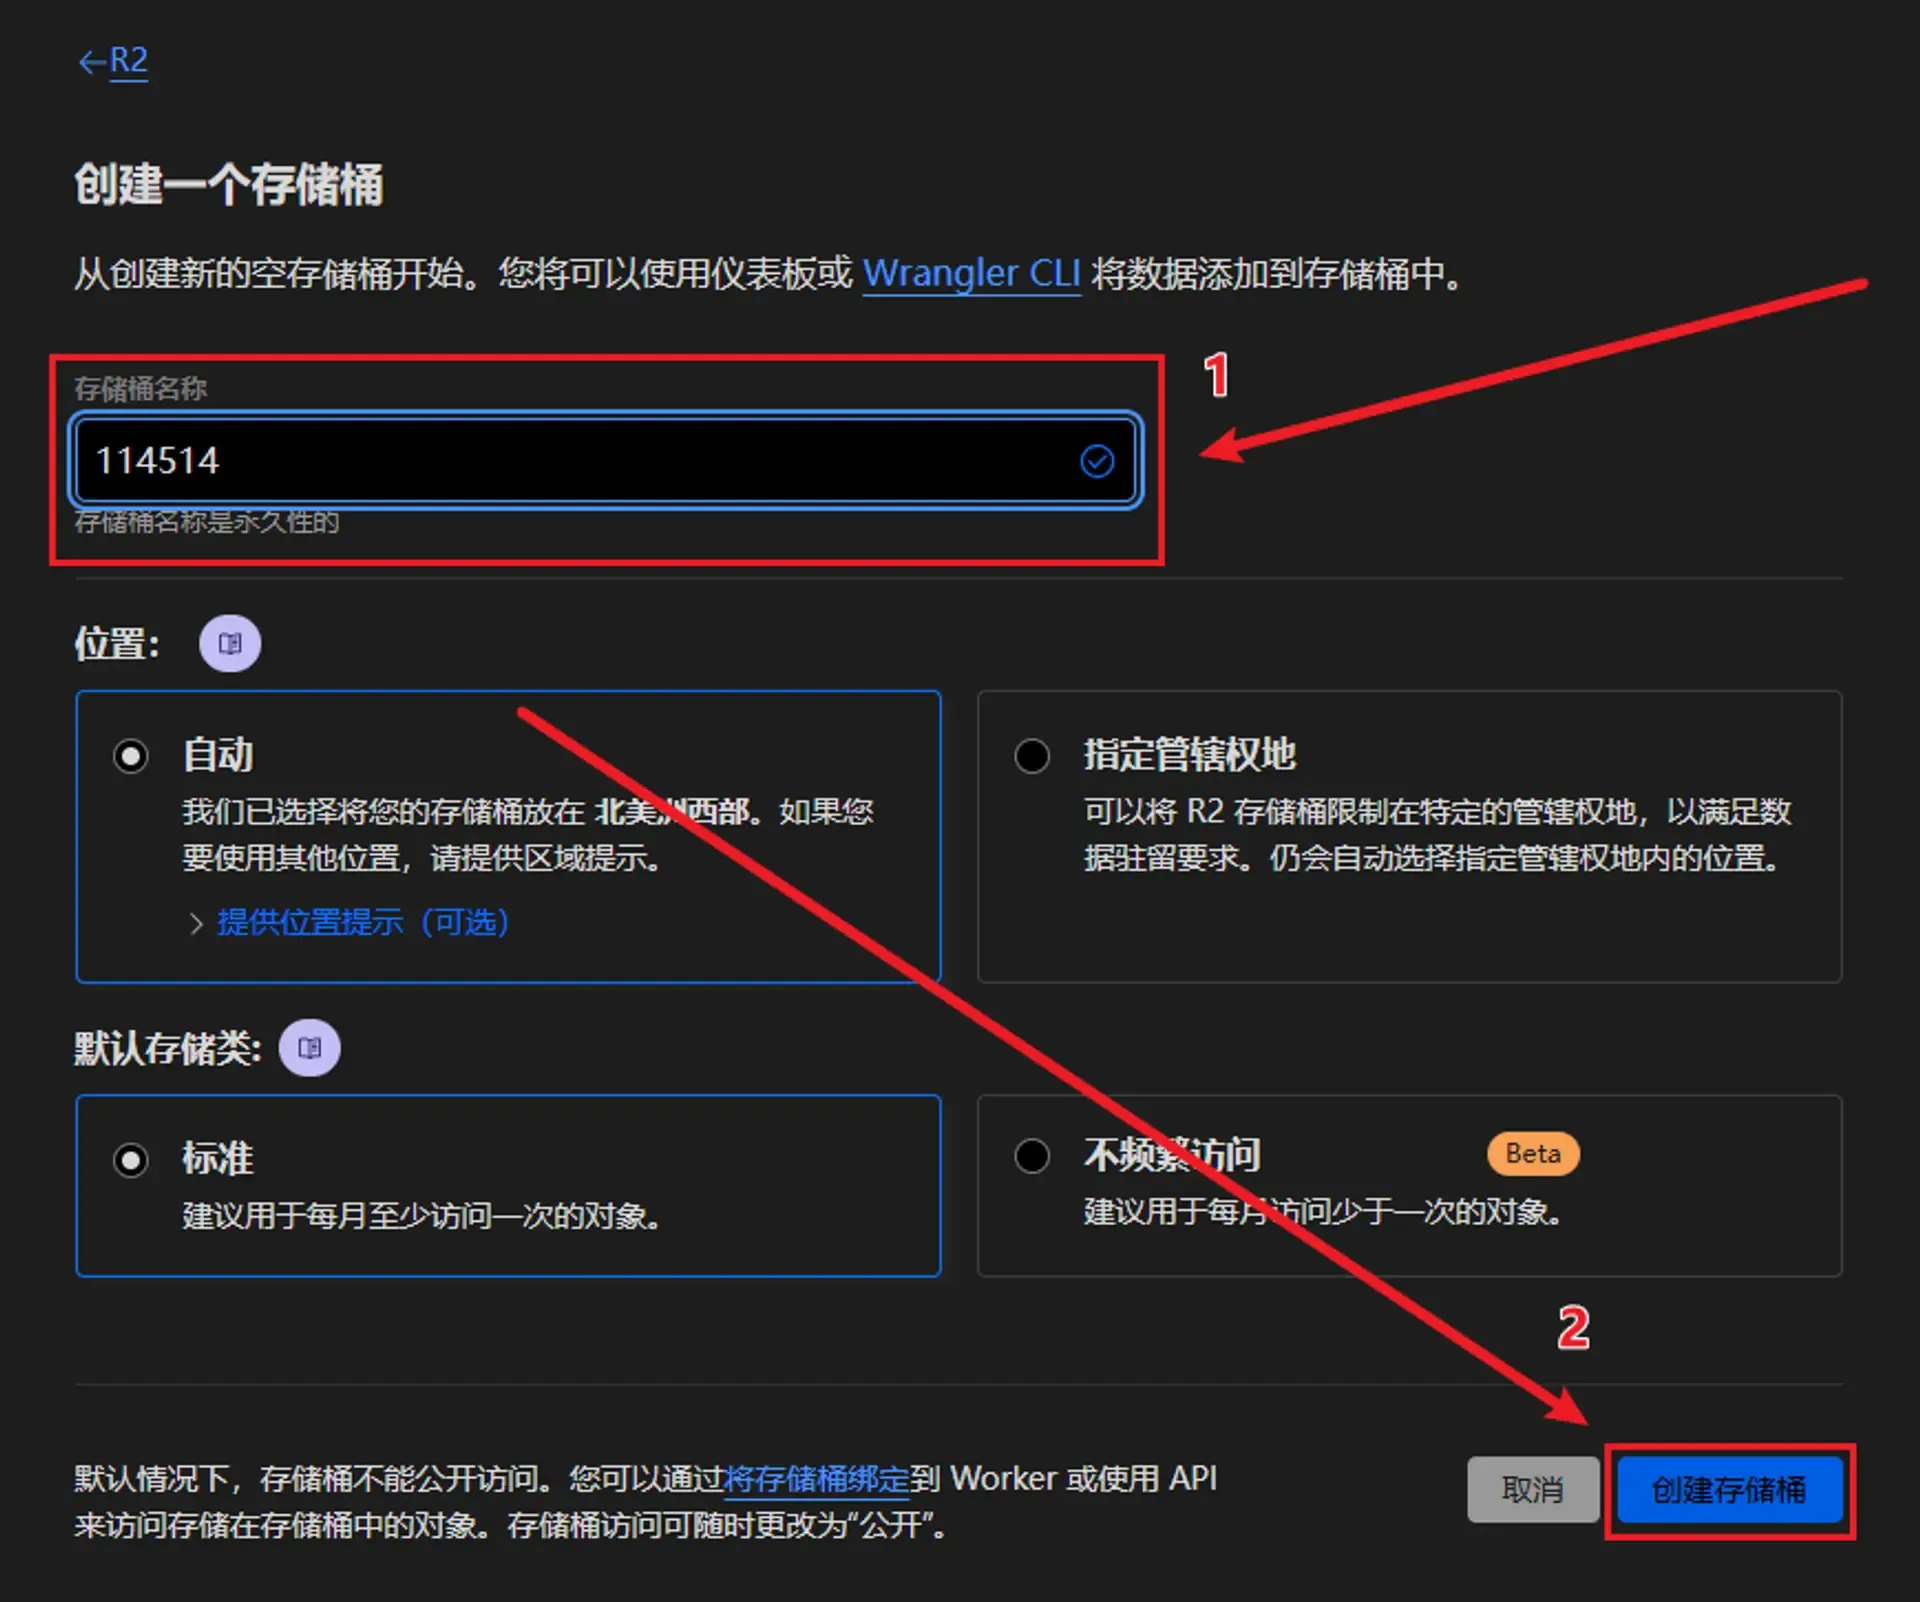 ←R2
创建一个存储桶
从创建新的空存储桶开始。您将可以使用仪表板或 Wrangler CLI 将数据添加到存储桶中。
存储桶名称
1
114514
存储桶名称是永久性的
位置：
自动
我们已选择将您的存储桶放在 北美洲西部。如果您
要使用其他位置，请提供区域提示。
提供位置提示（可选）
指定管辖权地
可以将 R2 存储桶限制在特定的管辖权地，以满足数
据驻留要求。仍会自动选择指定管辖权地内的位置。
默认存储类：
标准
建议用于每月至少访问一次的对象。
不频繁访问
Beta
建议用于每月访问少于一次的对象。
2
默认情况下，存储桶不能公开访问。您可以通过将存储桶绑定到 Worker 或使用 API
来访问存储在存储桶中的对象。存储桶访问可随时更改为“公开”。
取消
创建存储桶